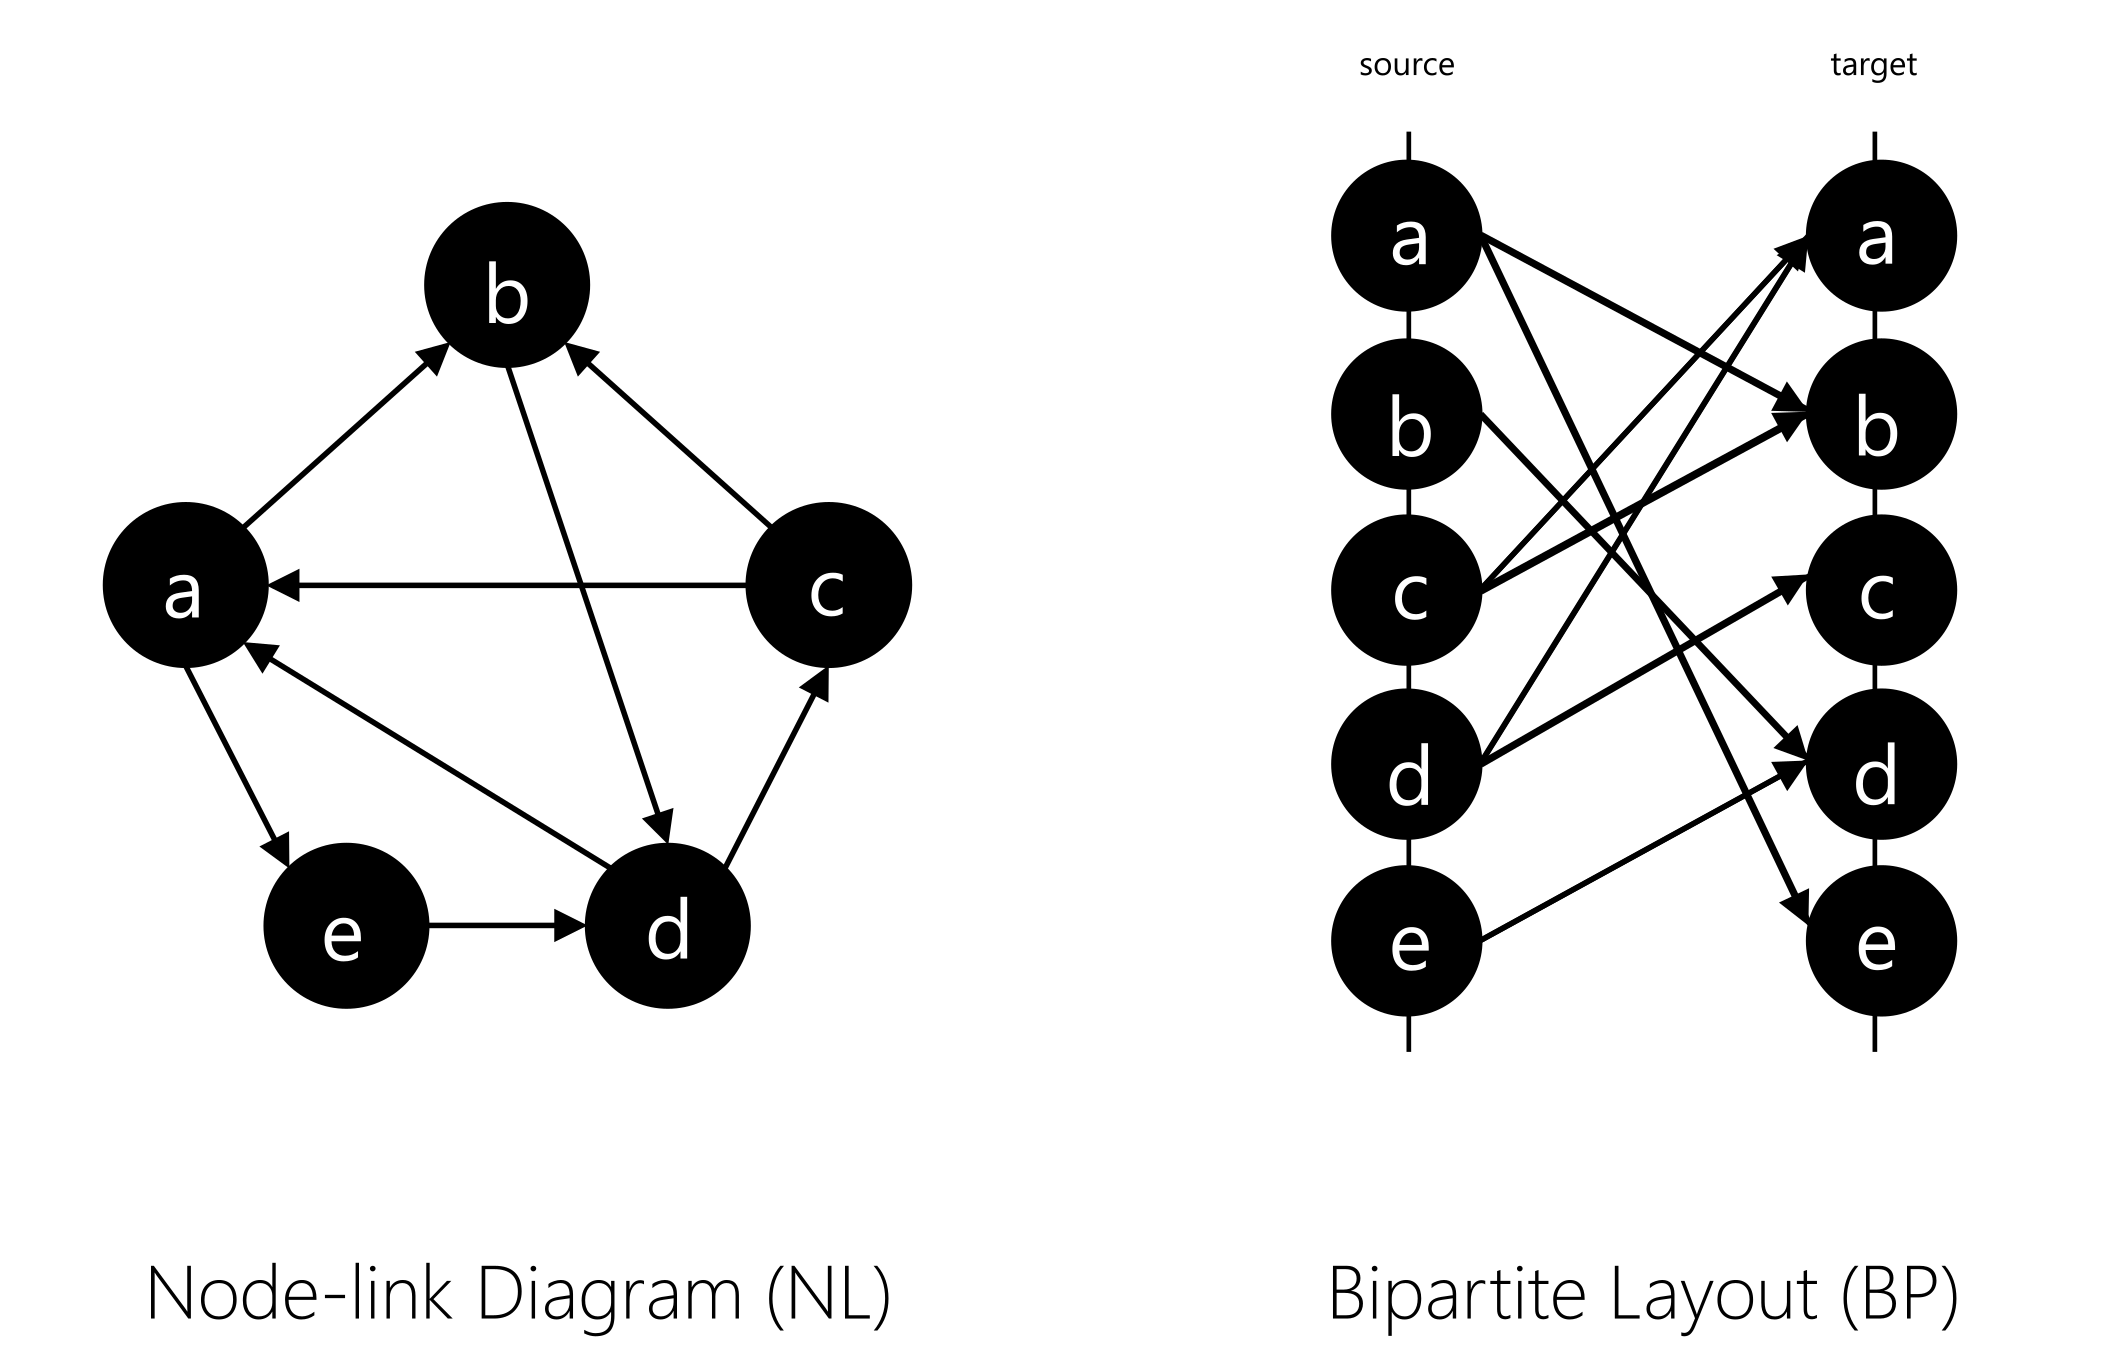 b
a
c
e
d
Node-link Diagram (NL)
source
target
a
a
b
b
c
c
d
d
e
e
Bipartite Layout (BP)